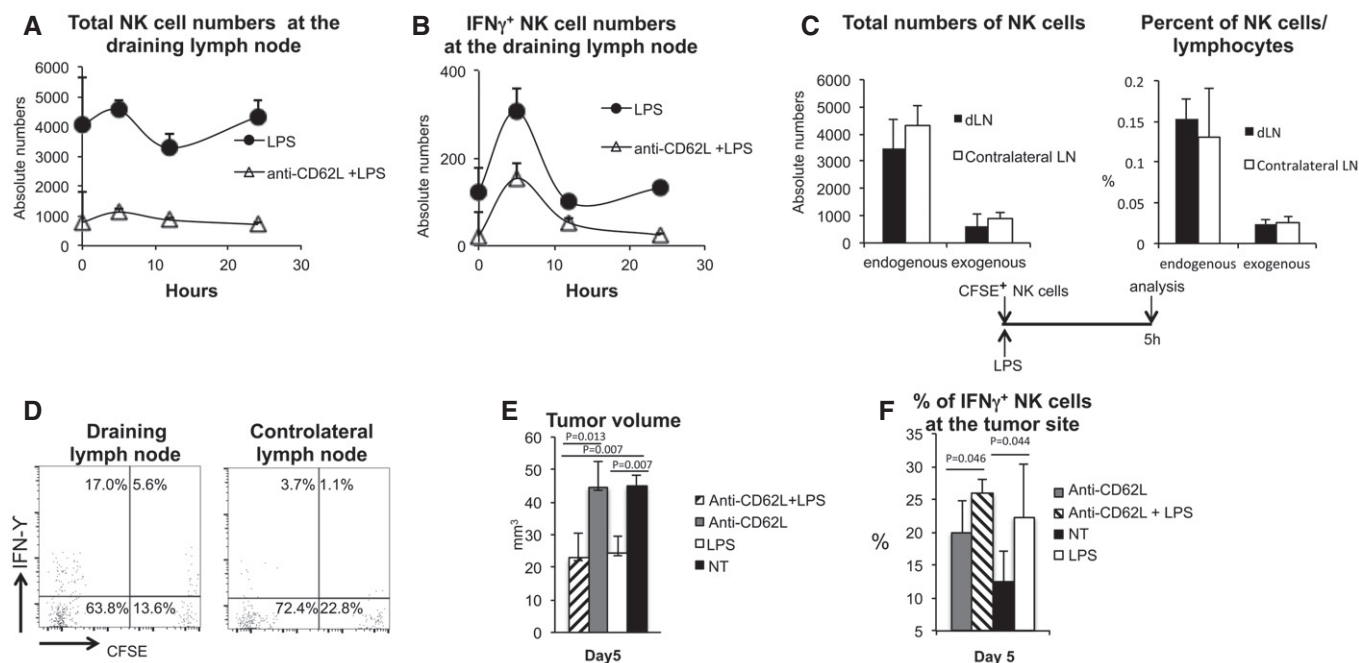 A
Total NK cell numbers at the
draining lymph node
Absolute numbers
6000
5000
4000
3000
2000
1000
0
0
10
20
30
Hours
LPS
anti-CD62L +LPS
B
IFNγ+ NK cell numbers
at the draining lymph node
Absolute numbers
400
200
0
0
10
20
30
Hours
LPS
anti-CD62L +LPS
C
Total numbers of NK cells
Absolute numbers
6000
5000
4000
3000
2000
1000
0
endogenous exogenous
dLN
Contralateral LN
Percent of NK cells/
lymphocytes
%
0.2
0.15
0.1
0.05
0
endogenous exogenous
dLN
Contralateral LN
CFSE+ NK cells
analysis
LPS
5h
D
Draining
lymph node
17.0% 5.6%
63.8% 13.6%
Controlateral
lymph node
3.7% 1.1%
72.4% 22.8%
IFN-Y
CFSE
E
Tumor volume
P=0.013
P=0.007
P=0.007
mm3
60
50
40
30
20
10
0
Day5
Anti-CD62L+LPS
Anti-CD62L
LPS
NT
F
% of IFNγ+ NK cells
at the tumor site
P=0.044
P=0.046
%
35
30
25
20
15
10
5
Day 5
Anti-CD62L
Anti-CD62L + LPS
NT
LPS